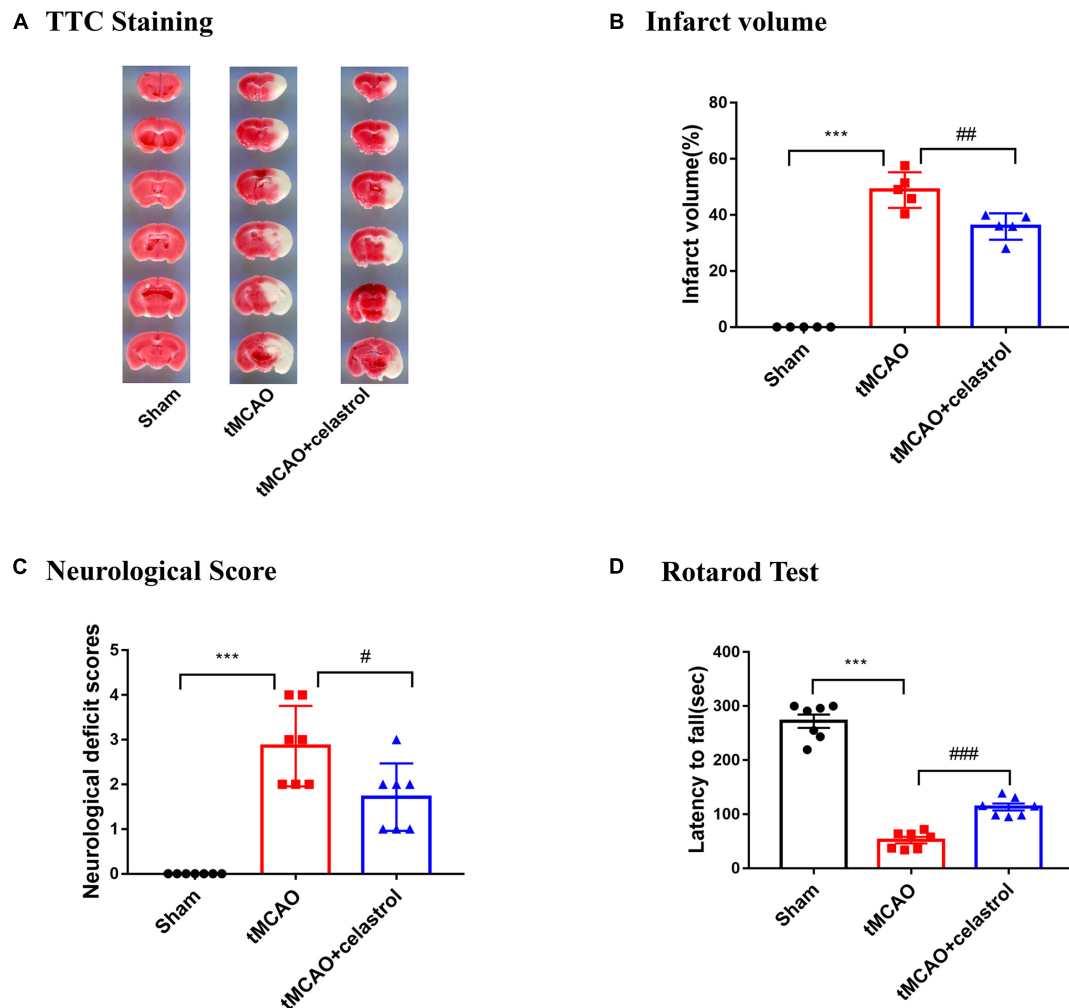 A TTC Staining
Sham
tMCAO
tMCAO+celastrol
B Infarct volume
Infarct volume(%)
80
60
40
20
0
***
##
Sham
tMCAO
tMCAO+celastrol
C Neurological Score
Neurological deficit scores
5
4
3
2
1
0
***
#
Sham
tMCAO
tMCAO+celastrol
D Rotarod Test
Latency to fall(sec)
400
300
200
100
0
***
###
Sham
tMCAO
tMCAO+celastrol